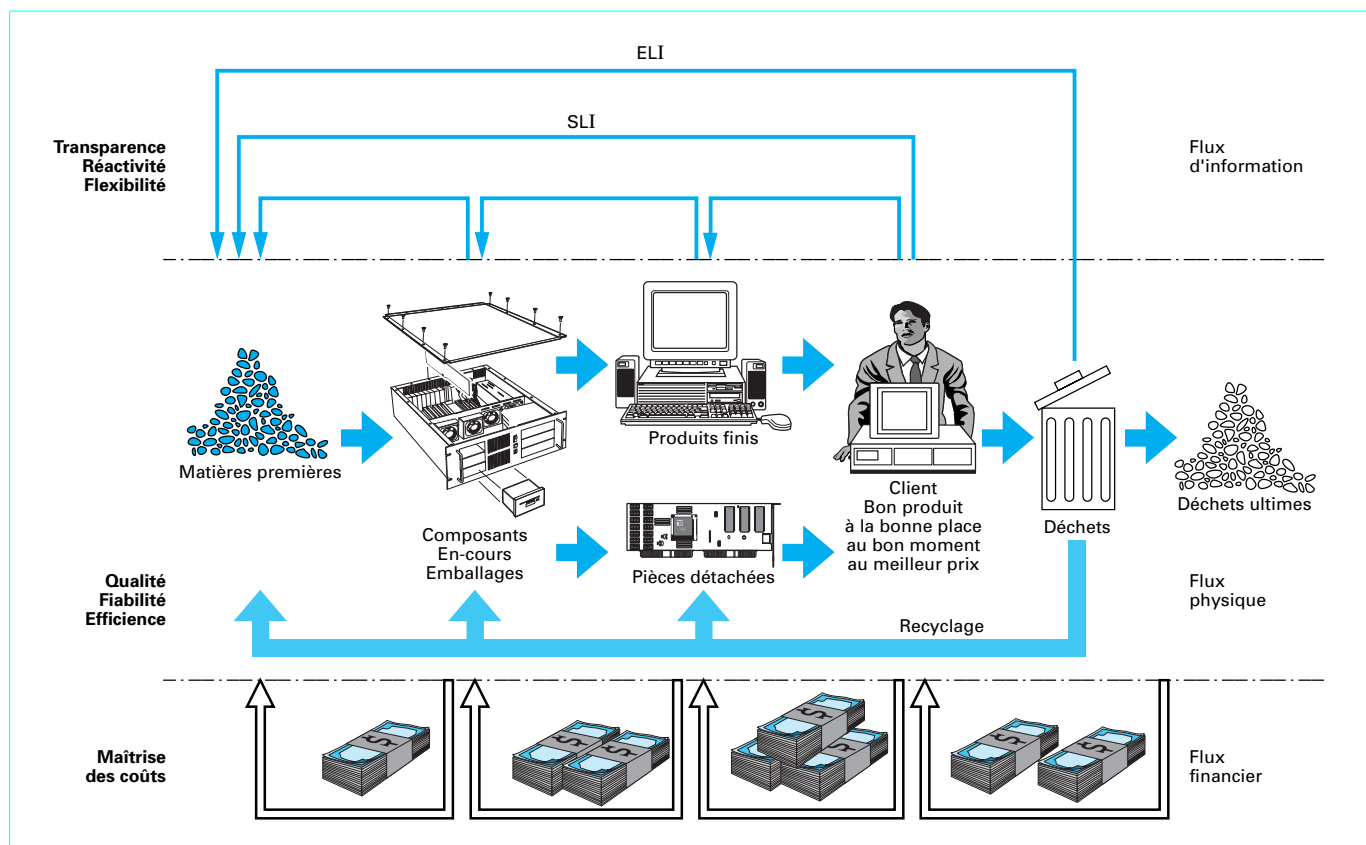 ELI
SLI
Transparence
Réactivité
Flexibilité
Flux
d'information
Matières premières
Produits finis
Composants
En-cours
Emballages
Pièces détachées
Client
Bon produit
à la bonne place
au bon moment
au meilleur prix
Déchets
Déchets ultimes
Qualité
Fiabilité
Efficience
Flux
physique
Recyclage
Maîtrise
des coûts
Flux
financier